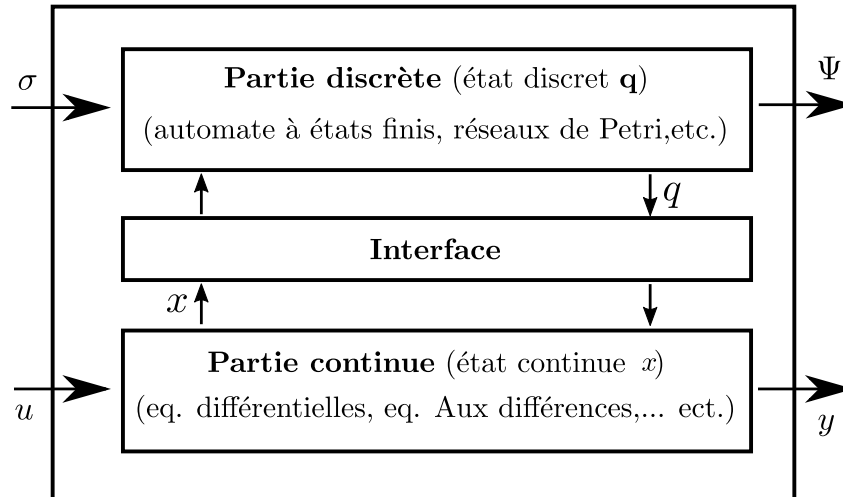 σ
Partie discrète (état discret q)
Ψ
(automate à états finis, réseaux de Petri,etc.)
q
Interface
x
Partie continue (état continue x)
(eq. différentielles, eq. Aux différences,... ect.)
u
y